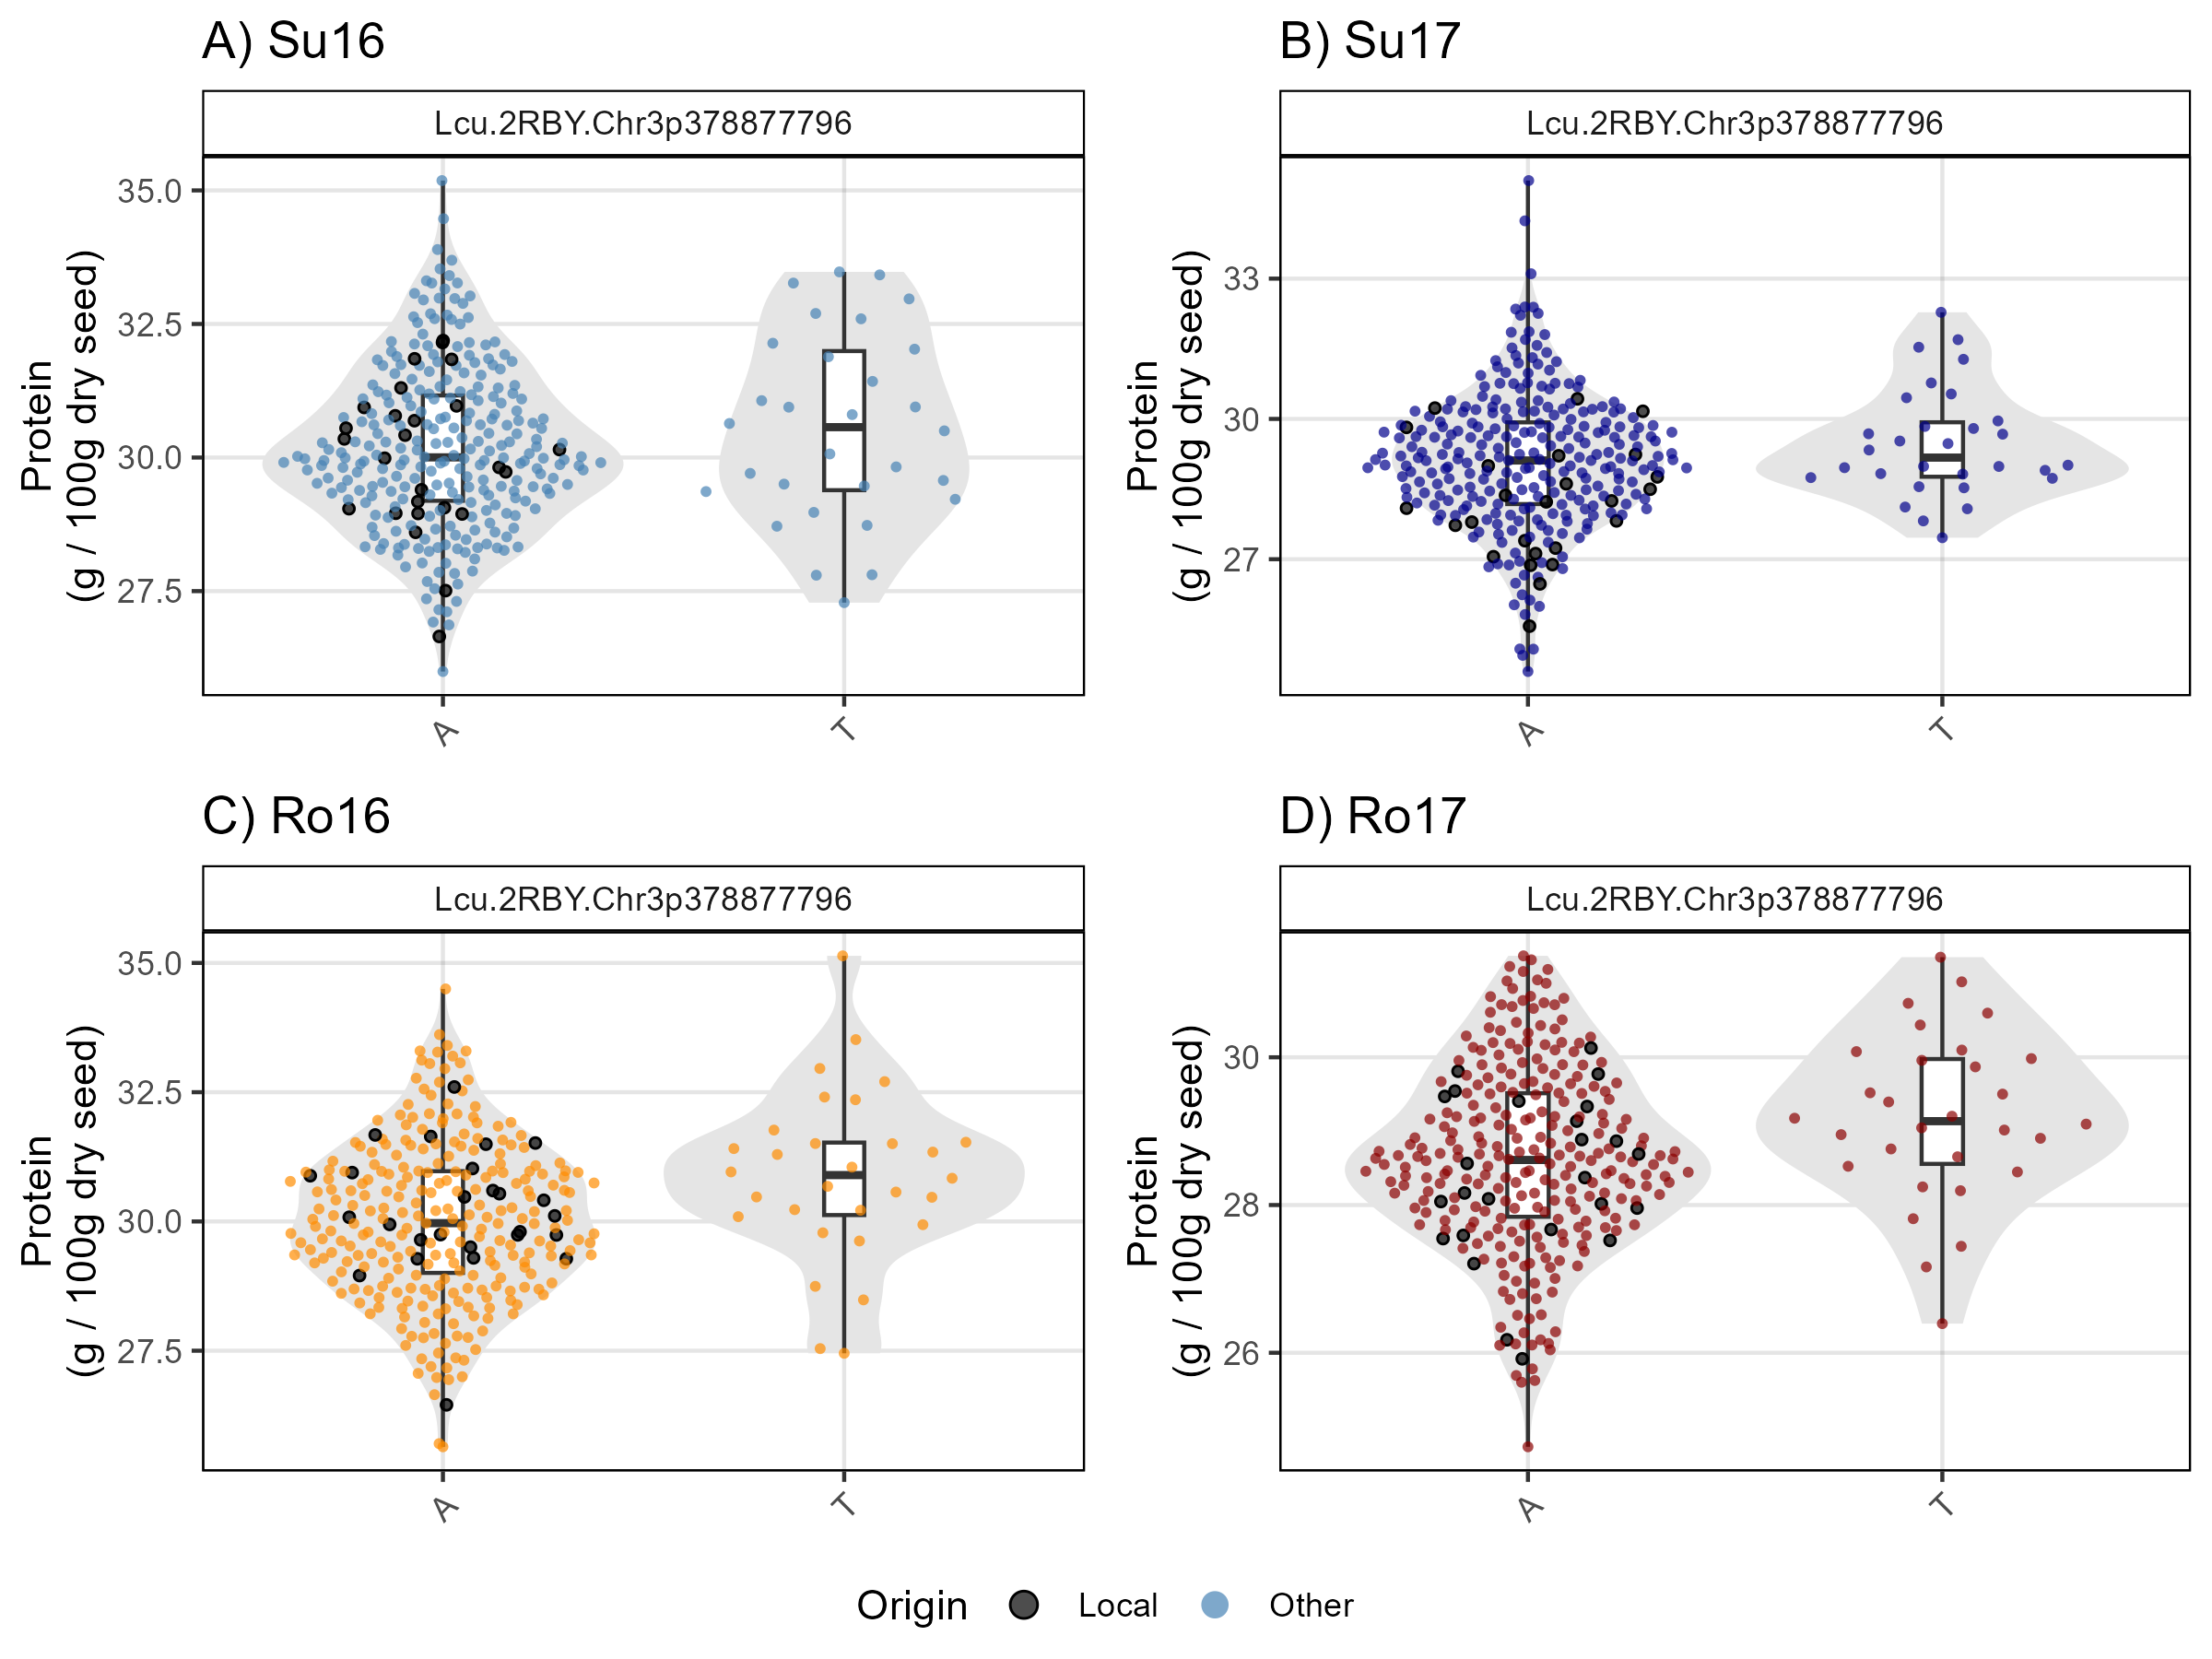 A) Su16
Lcu.2RBY.Chr3p378877796
Protein
(g / 100g dry seed)
35.0
32.5
30.0
27.5
A
T
B) Su17
Lcu.2RBY.Chr3p378877796
Protein
(g / 100g dry seed)
33
30
27
A
T
C) Ro16
Lcu.2RBY.Chr3p378877796
Protein
(g / 100g dry seed)
35.0
32.5
30.0
27.5
A
T
D) Ro17
Lcu.2RBY.Chr3p378877796
Protein
(g / 100g dry seed)
30
28
26
A
T
Origin Local Other